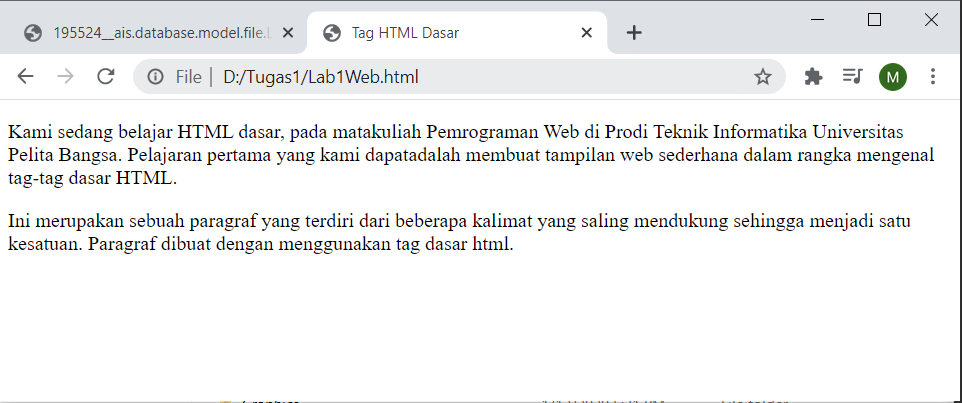 195524__ais.database.model.file.L
Tag HTML Dasar
File | D:/Tugas1/Lab1Web.html
M
Kami sedang belajar HTML dasar, pada matakuliah Pemrograman Web di Prodi Teknik Informatika Universitas
Pelita Bangsa. Pelajaran pertama yang kami dapatadalah membuat tampilan web sederhana dalam rangka mengenal
tag-tag dasar HTML.
Ini merupakan sebuah paragraf yang terdiri dari beberapa kalimat yang saling mendukung sehingga menjadi satu
kesatuan. Paragraf dibuat dengan menggunakan tag dasar html.